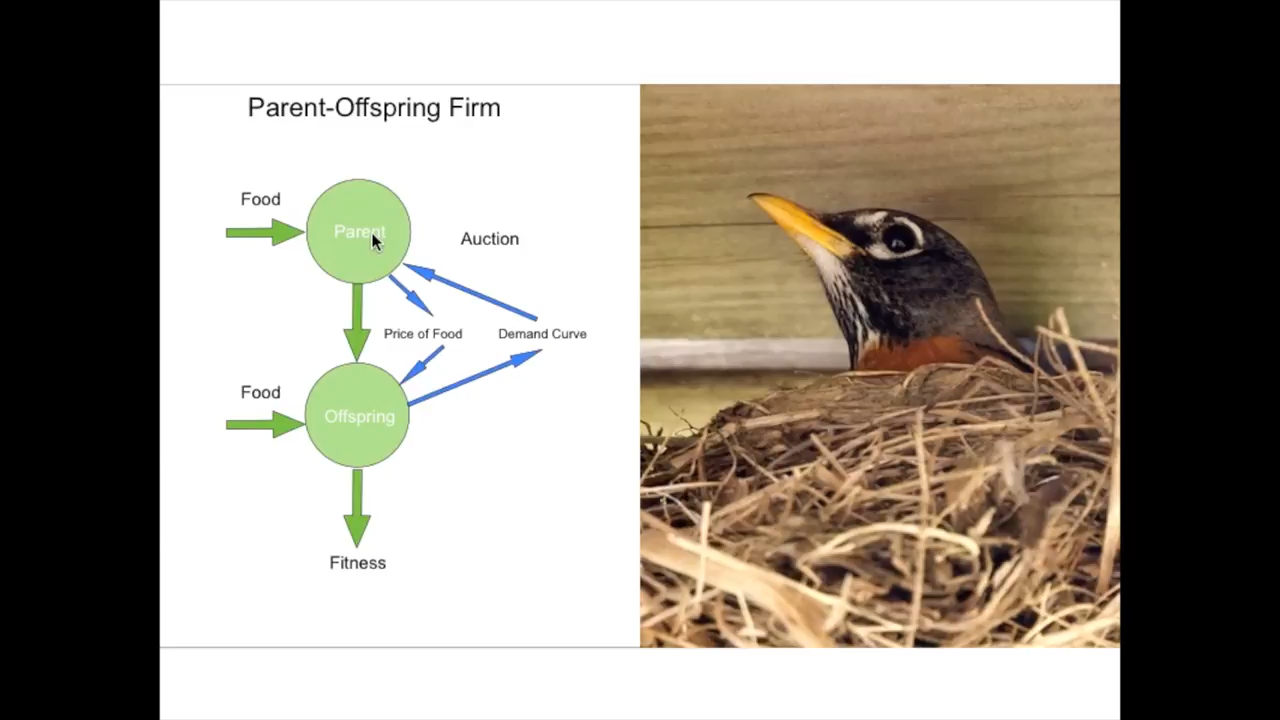 Parent-Offspring Firm
Food
Parent
Auction
Price of Food
Demand Curve
Food
Offspring
Fitness